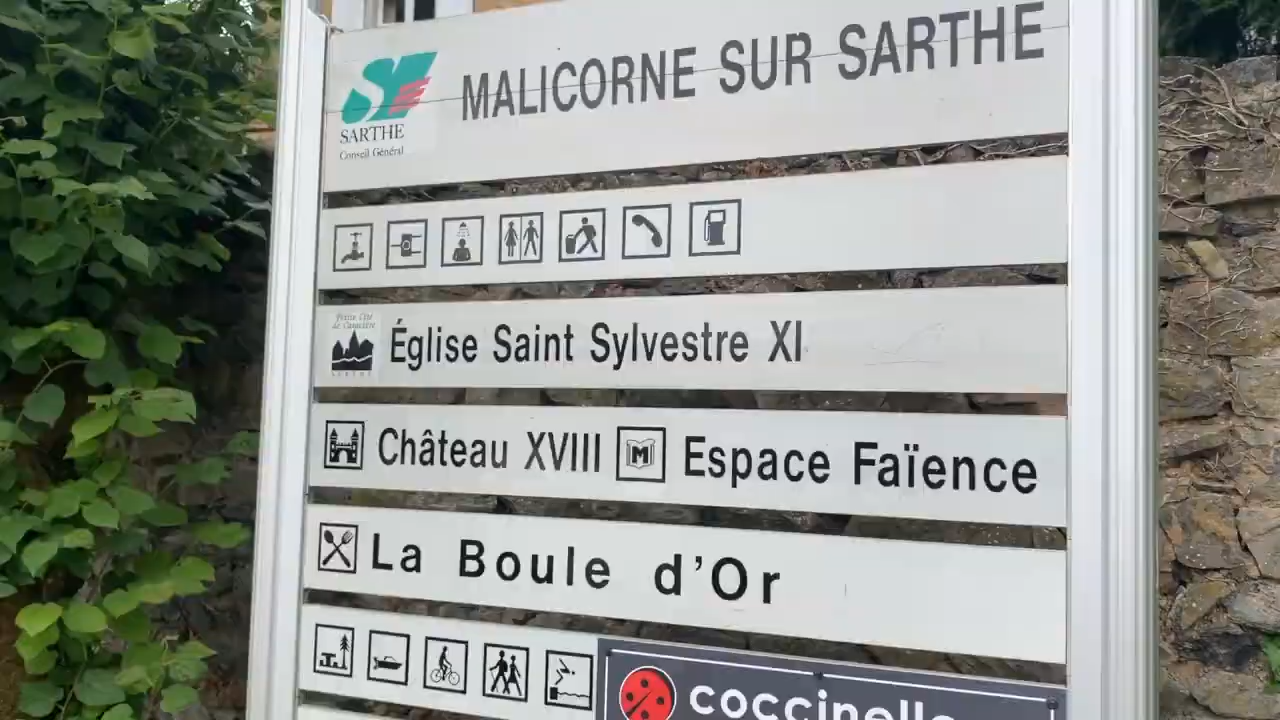 MALICORNE SUR SARTHE
SARTHE
Conseil Général
Petite Cité
de Caractère
Église Saint Sylvestre XI
Château XVIII M Espace Faïence
La Boule d'Or
coccinelle